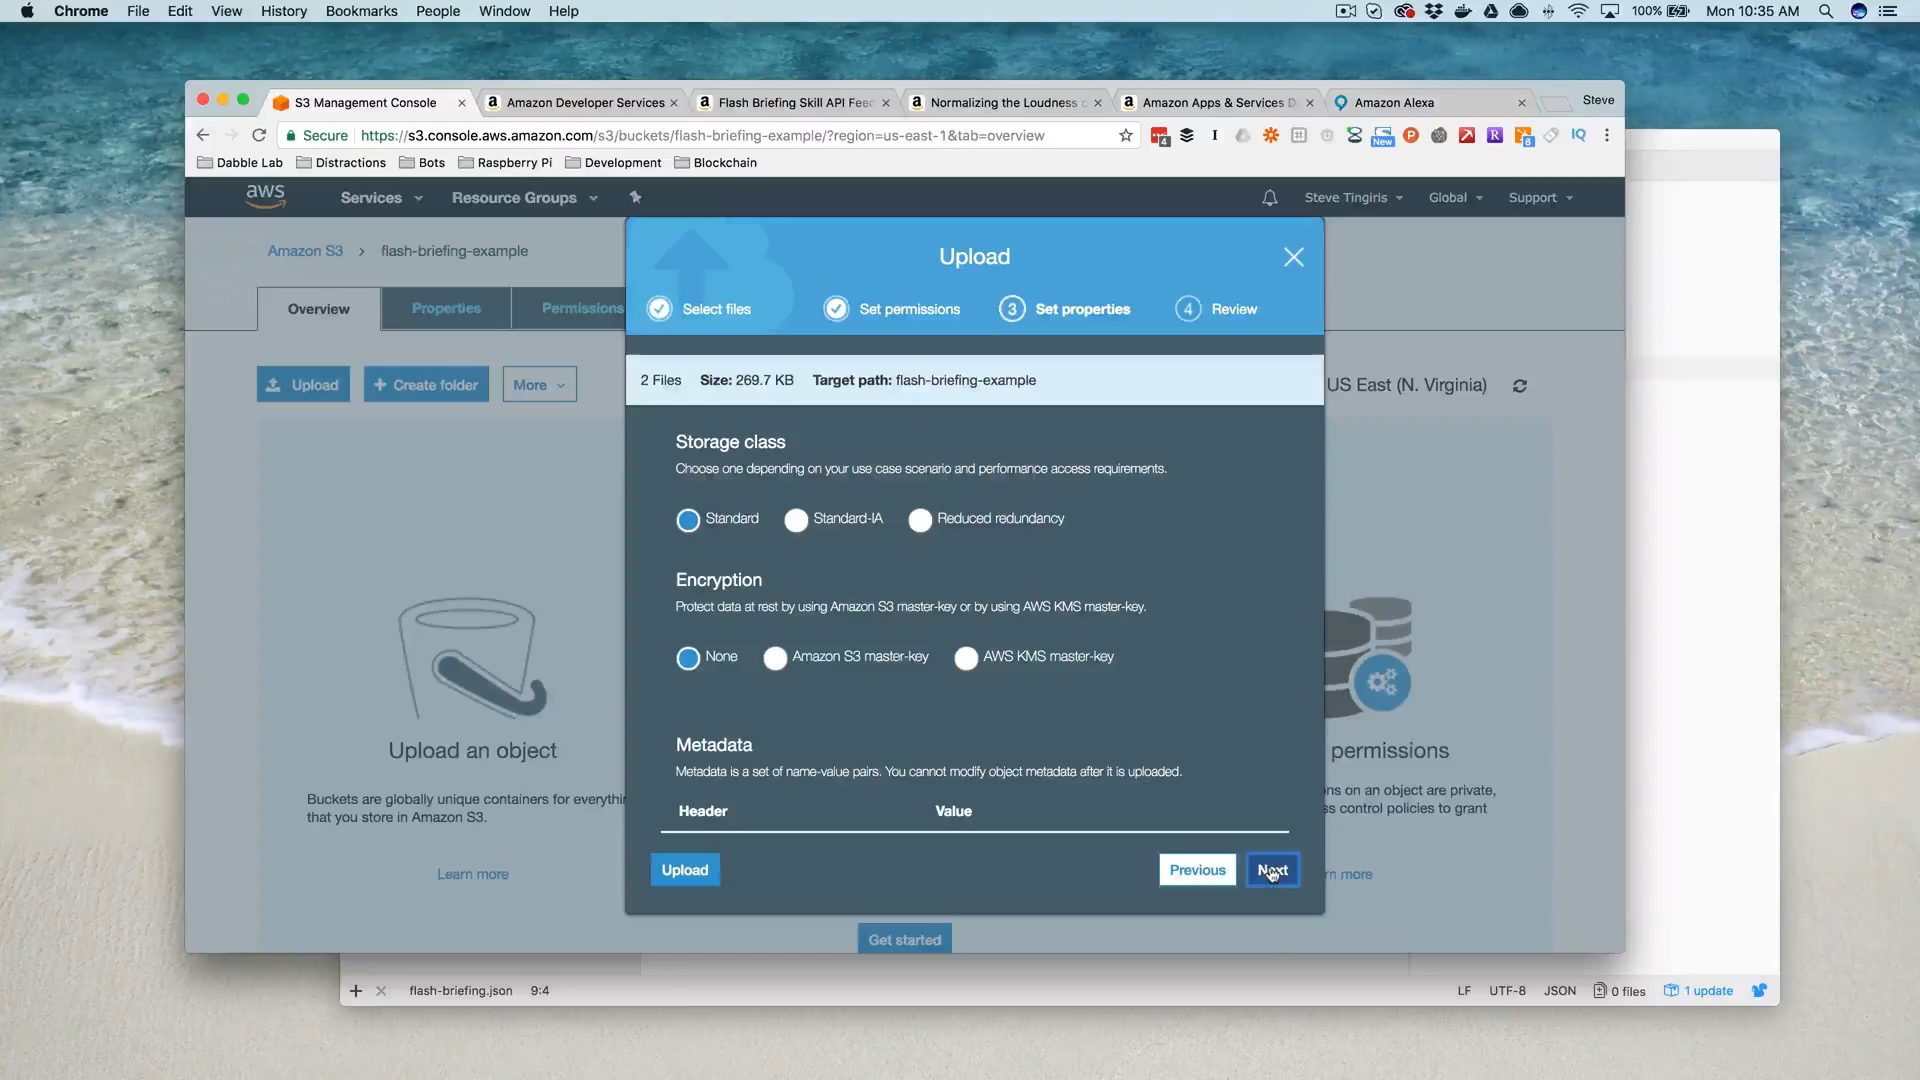 Chrome File Edit View History Bookmarks People Window Help
100% Mon 10:35 AM
S3 Management Console
Amazon Developer Services
Flash Briefing Skill API Feed
Normalizing the Loudness
Amazon Apps & Services D
Amazon Alexa
Steve
Secure https://s3.console.aws.amazon.com/s3/buckets/flash-briefing-example/?region=us-east-1&tab=overview
4 New 8 IQ
Dabble Lab Distractions Bots Raspberry Pi Development Blockchain
aws Services Resource Groups Steve Tingiris Global Support
Amazon S3 > flash-briefing-example
Overview Properties Permissions
Upload + Create folder More
US East (N. Virginia)
Upload
Select files Set permissions 3 Set properties 4 Review
2 Files Size: 269.7 KB Target path: flash-briefing-example
Storage class
Choose one depending on your use case scenario and performance access requirements.
Standard Standard-IA Reduced redundancy
Encryption
Protect data at rest by using Amazon S3 master-key or by using AWS KMS master-key.
None Amazon S3 master-key AWS KMS master-key
Metadata
Metadata is a set of name-value pairs. You cannot modify object metadata after it is uploaded.
Header Value
Upload Previous Next
Upload an object
Buckets are globally unique containers for everythi
that you store in Amazon S3.
Learn more
permissions
ns on an object are private,
ss control policies to grant
rn more
Get started
flash-briefing.json 9:4
LF UTF-8 JSON 0 files 1 update